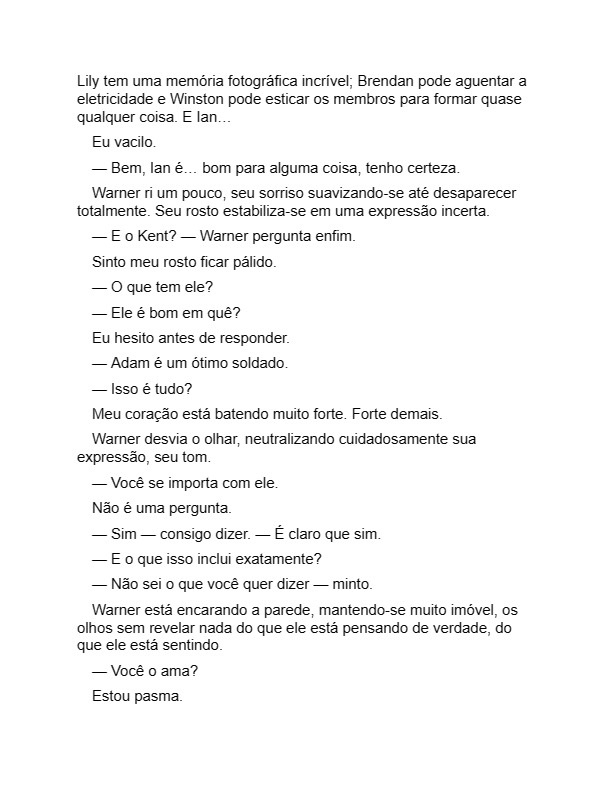 Lily tem uma memória fotográfica incrível; Brendan pode aguentar a
eletricidade e Winston pode esticar os membros para formar quase
qualquer coisa. E Ian…
Eu vacilo.
— Bem, Ian é… bom para alguma coisa, tenho certeza.
Warner ri um pouco, seu sorriso suavizando-se até desaparecer
totalmente. Seu rosto estabiliza-se em uma expressão incerta.
— E o Kent? — Warner pergunta enfim.
Sinto meu rosto ficar pálido.
— O que tem ele?
— Ele é bom em quê?
Eu hesito antes de responder.
— Adam é um ótimo soldado.
— Isso é tudo?
Meu coração está batendo muito forte. Forte demais.
Warner desvia o olhar, neutralizando cuidadosamente sua
expressão, seu tom.
— Você se importa com ele.
Não é uma pergunta.
— Sim — consigo dizer. — É claro que sim.
— E o que isso inclui exatamente?
— Não sei o que você quer dizer — minto.
Warner está encarando a parede, mantendo-se muito imóvel, os
olhos sem revelar nada do que ele está pensando de verdade, do
que ele está sentindo.
— Você o ama?
Estou pasma.